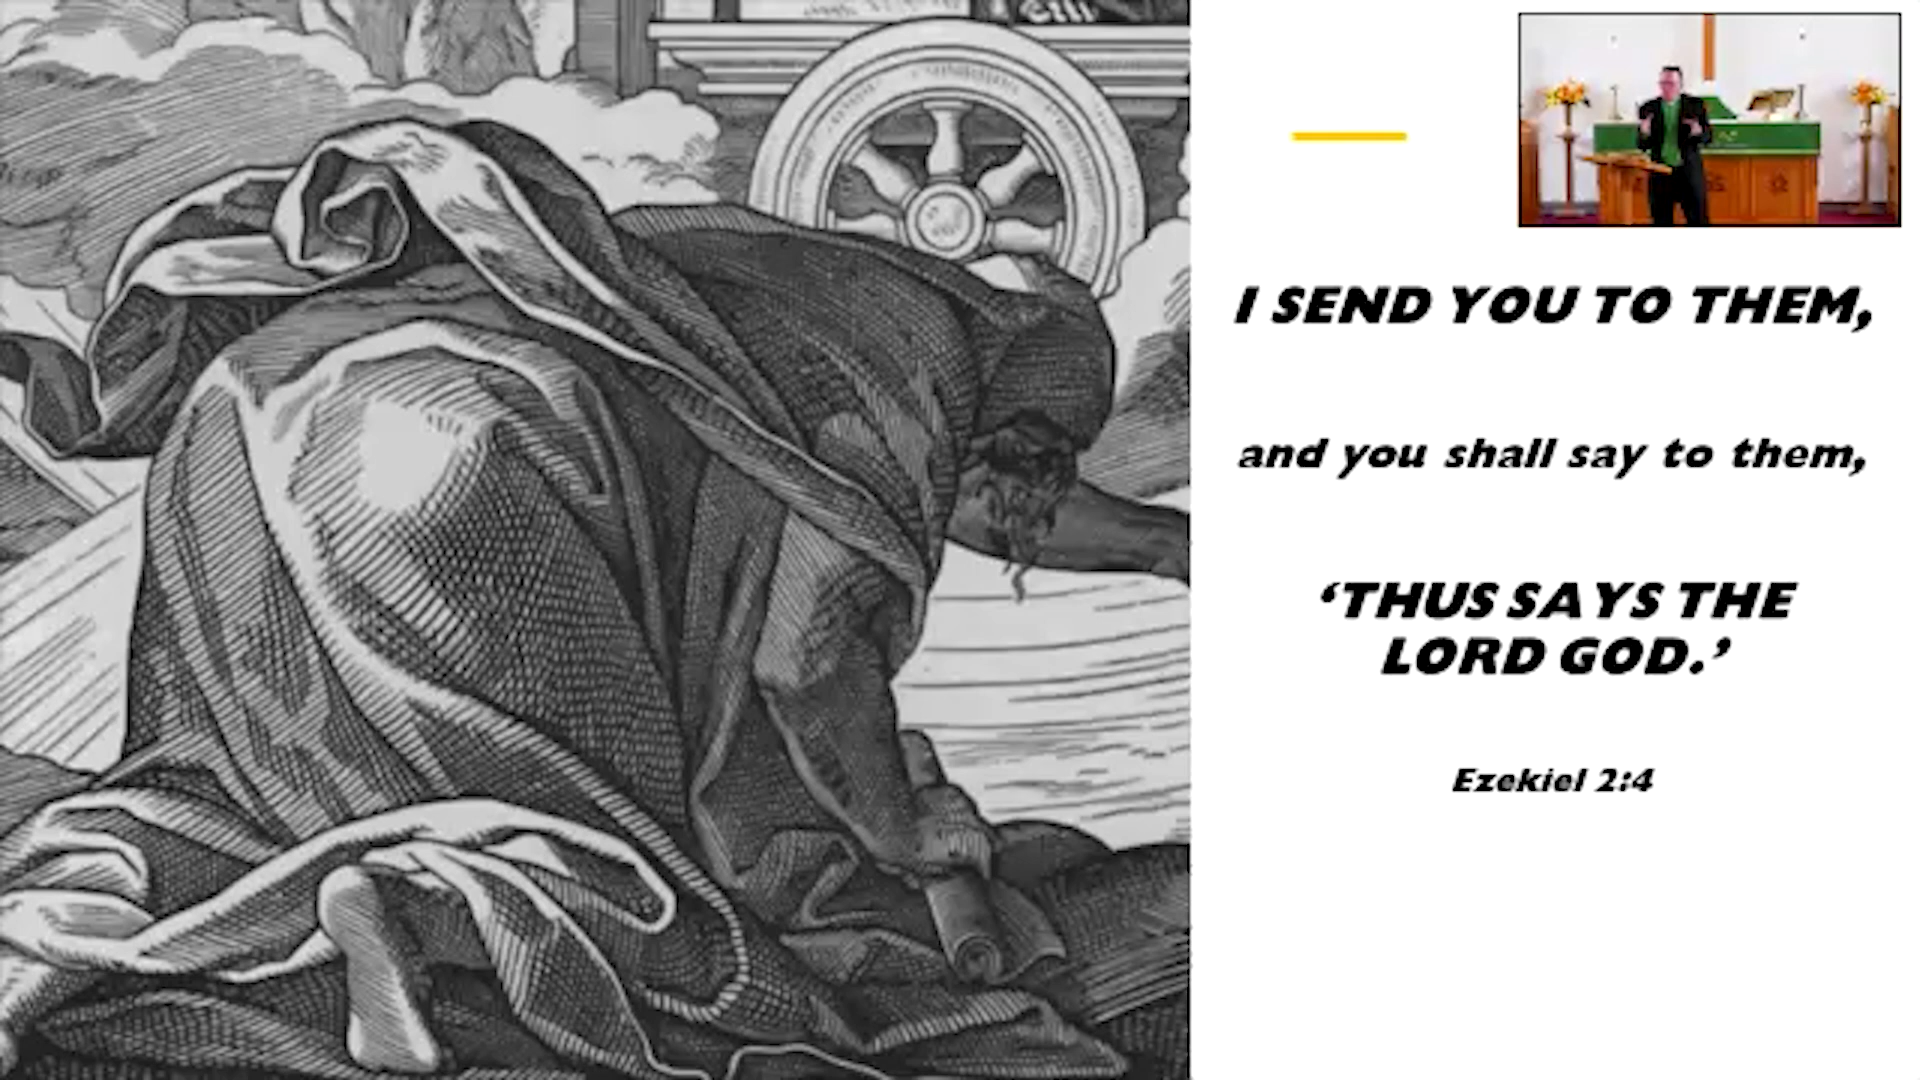 I SEND YOU TO THEM,
and you shall say to them,
‘THUS SAYS THE
LORD GOD.’
Ezekiel 2:4